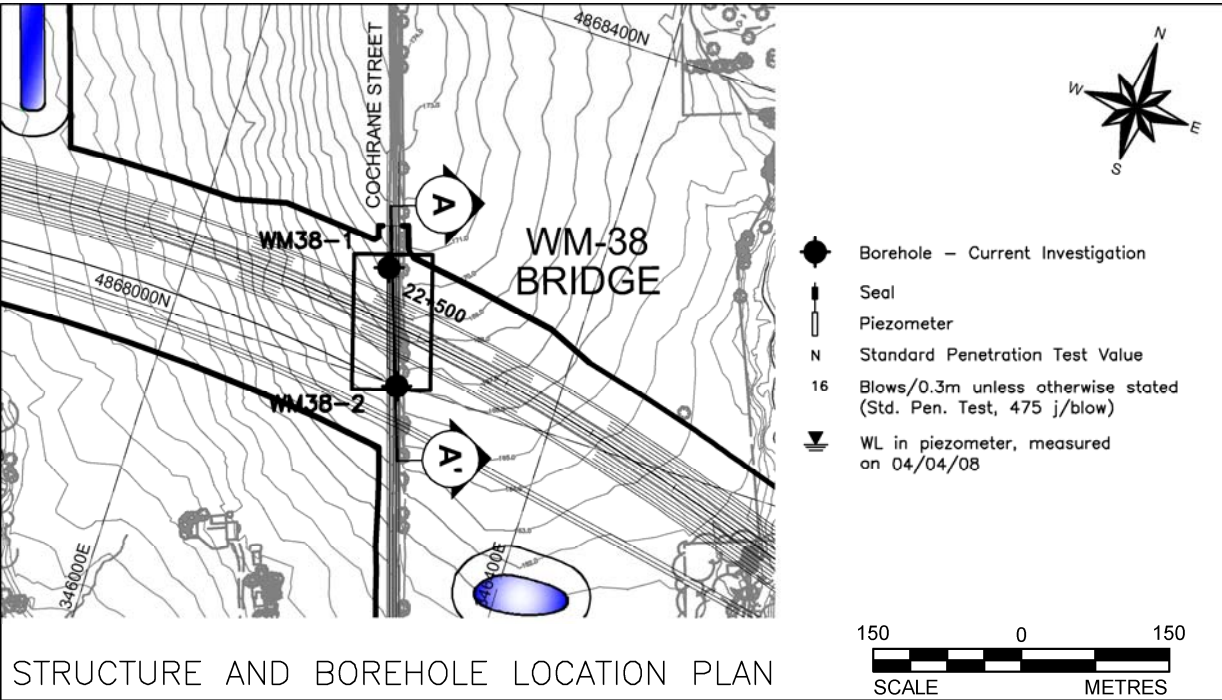 4868400N
COCHRANE STREET
N
W
E
S
A
WM38-1
WM-38
BRIDGE
22+500
4868000N
WM38-2
A'
346000E
346400E
Borehole – Current Investigation
Seal
Piezometer
N Standard Penetration Test Value
16 Blows/0.3m unless otherwise stated
(Std. Pen. Test, 475 j/blow)
WL in piezometer, measured
on 04/04/08
STRUCTURE AND BOREHOLE LOCATION PLAN
150 0 150
SCALE METRES